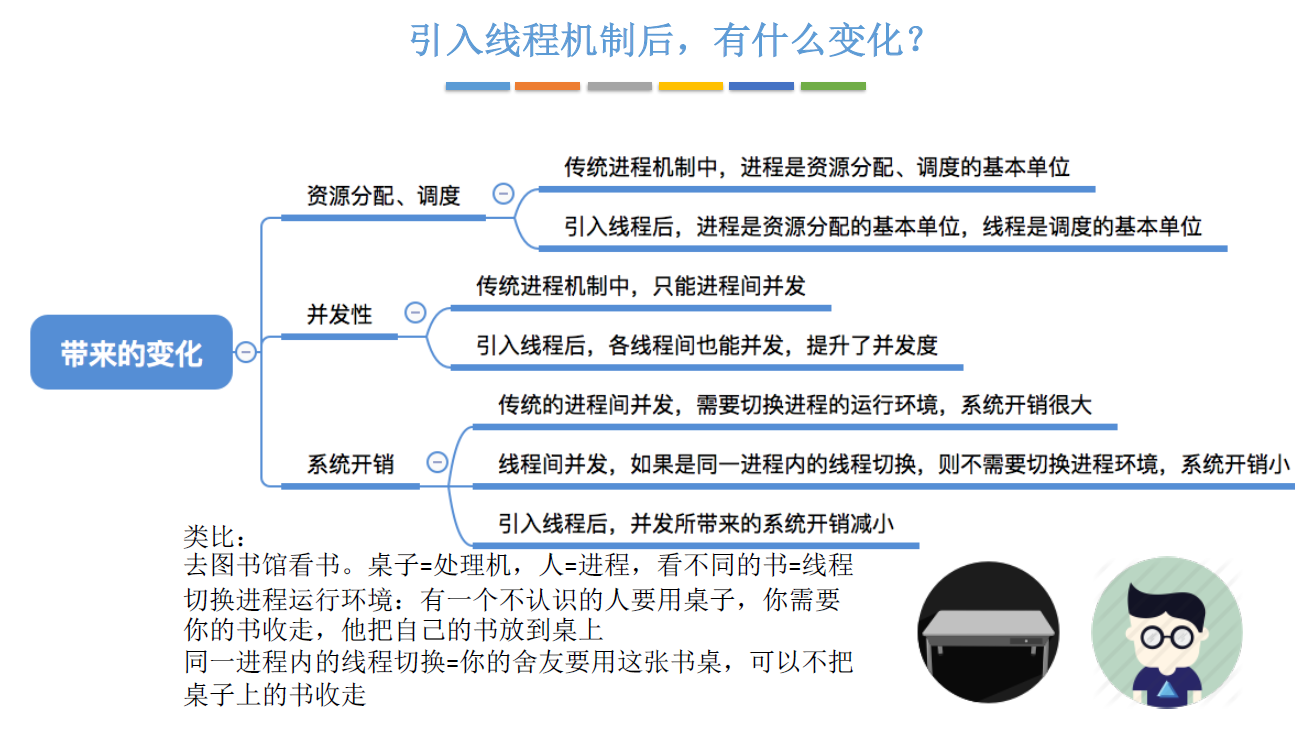 引入线程机制后，有什么变化？
带来的变化
资源分配、调度
传统进程机制中，进程是资源分配、调度的基本单位
引入线程后，进程是资源分配的基本单位，线程是调度的基本单位
并发性
传统进程机制中，只能进程间并发
引入线程后，各线程间也能并发，提升了并发度
系统开销
传统的进程间并发，需要切换进程的运行环境，系统开销很大
线程间并发，如果是同一进程内的线程切换，则不需要切换进程环境，系统开销小
引入线程后，并发所带来的系统开销减小
类比：
去图书馆看书。桌子=处理机，人=进程，看不同的书=线程
切换进程运行环境：有一个不认识的人要用桌子，你需要
你的书收走，他把自己的书放到桌上
同一进程内的线程切换=你的舍友要用这张书桌，可以不把
桌子上的书收走